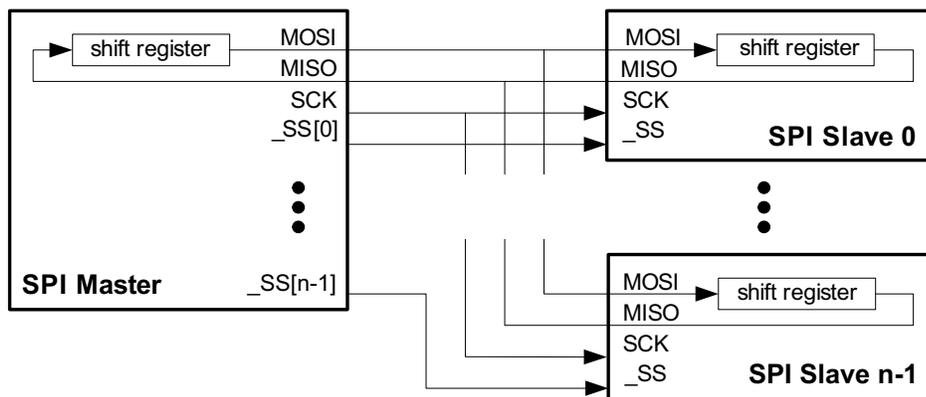 shift register
MOSI
MISO
SCK
_SS[0]
SPI Master
_SS[n-1]
MOSI
shift register
MISO
SCK
_SS
SPI Slave 0
MOSI
shift register
MISO
SCK
_SS
SPI Slave n-1